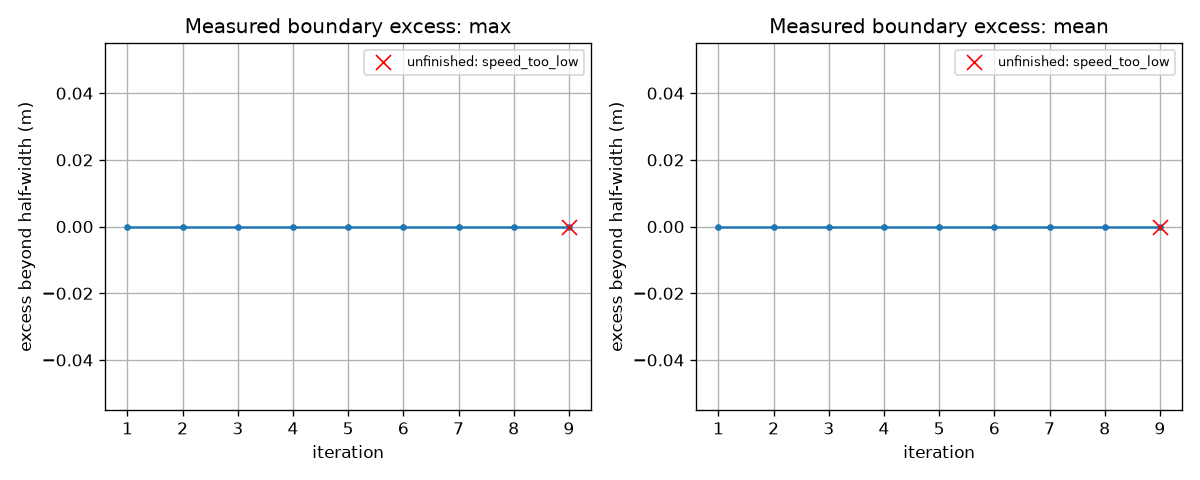 Measured boundary excess: max
unfinished: speed_too_low
excess beyond half-width (m)
0.04
0.02
0.00
−0.02
−0.04
1 2 3 4 5 6 7 8 9
iteration
Measured boundary excess: mean
unfinished: speed_too_low
excess beyond half-width (m)
0.04
0.02
0.00
−0.02
−0.04
1 2 3 4 5 6 7 8 9
iteration